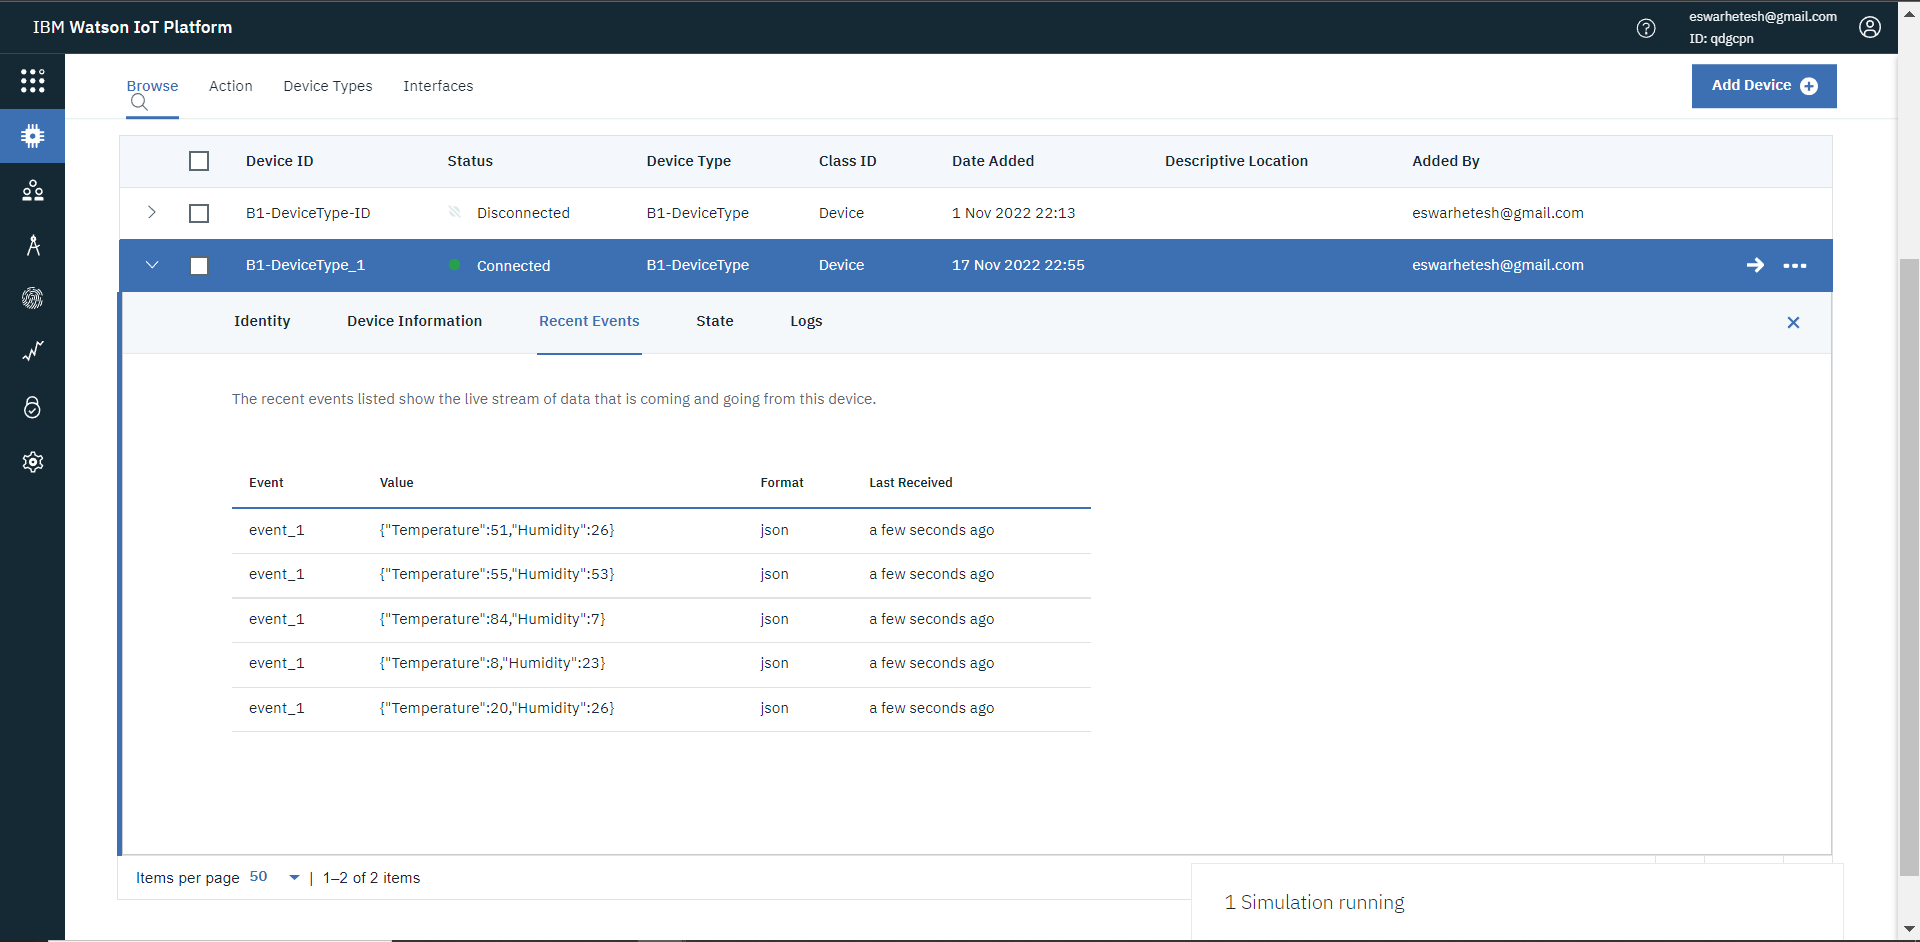 IBM Watson IoT Platform
eswarhetesh@gmail.com
ID: qdgcpn
Browse Action Device Types Interfaces
Add Device
Device ID Status Device Type Class ID Date Added Descriptive Location Added By
B1-DeviceType-ID Disconnected B1-DeviceType Device 1 Nov 2022 22:13 eswarhetesh@gmail.com
B1-DeviceType_1 Connected B1-DeviceType Device 17 Nov 2022 22:55 eswarhetesh@gmail.com
Identity Device Information Recent Events State Logs
The recent events listed show the live stream of data that is coming and going from this device.
Event Value Format Last Received
event_1 {"Temperature":51,"Humidity":26} json a few seconds ago
event_1 {"Temperature":55,"Humidity":53} json a few seconds ago
event_1 {"Temperature":84,"Humidity":7} json a few seconds ago
event_1 {"Temperature":8,"Humidity":23} json a few seconds ago
event_1 {"Temperature":20,"Humidity":26} json a few seconds ago
Items per page 50 | 1–2 of 2 items
1 Simulation running